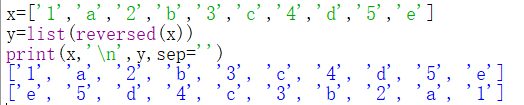 x=['1','a','2','b','3','c','4','d','5','e']
y=list(reversed(x))
print(x,'\n',y,sep='')
['1', 'a', '2', 'b', '3', 'c', '4', 'd', '5', 'e']
['e', '5', 'd', '4', 'c', '3', 'b', '2', 'a', '1']